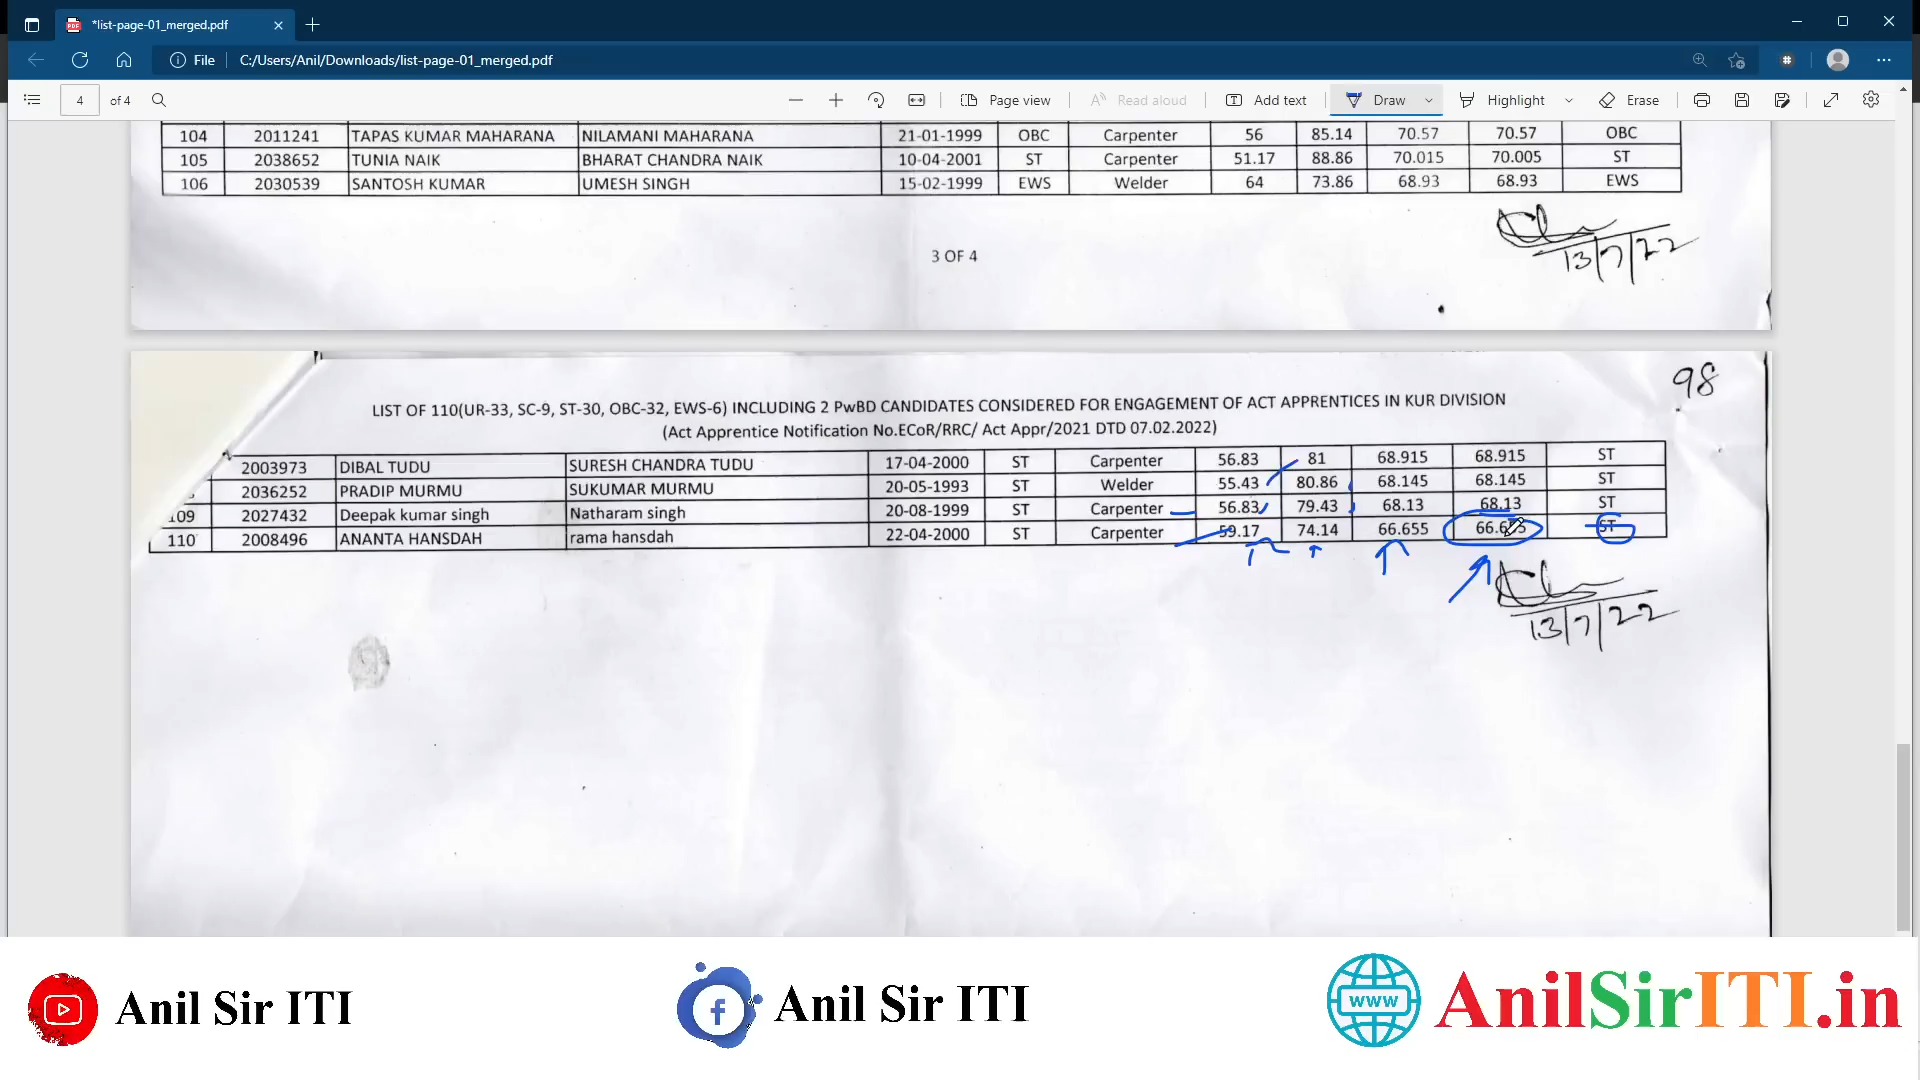 *list-page-01_merged.pdf
File C:/Users/Anil/Downloads/list-page-01_merged.pdf
4 of 4 Page view Read aloud Add text Draw Highlight Erase
104 2011241 TAPAS KUMAR MAHARANA NILAMANI MAHARANA 21-01-1999 OBC Carpenter 56 85.14 70.57 70.57 OBC
105 2038652 TUNIA NAIK BHARAT CHANDRA NAIK 10-04-2001 ST Carpenter 51.17 88.86 70.015 70.005 ST
106 2030539 SANTOSH KUMAR UMESH SINGH 15-02-1999 EWS Welder 64 73.86 68.93 68.93 EWS
13/7/22
3 OF 4
98
LIST OF 110(UR-33, SC-9, ST-30, OBC-32, EWS-6) INCLUDING 2 PwBD CANDIDATES CONSIDERED FOR ENGAGEMENT OF ACT APPRENTICES IN KUR DIVISION
(Act Apprentice Notification No.ECoR/RRC/ Act Appr/2021 DTD 07.02.2022)
2003973 DIBAL TUDU SURESH CHANDRA TUDU 17-04-2000 ST Carpenter 56.83 81 68.915 68.915 ST
2036252 PRADIP MURMU SUKUMAR MURMU 20-05-1993 ST Welder 55.43 80.86 68.145 68.145 ST
109 2027432 Deepak kumar singh Natharam singh 20-08-1999 ST Carpenter 56.83 79.43 68.13 68.13 ST
110 2008496 ANANTA HANSDAH rama hansdah 22-04-2000 ST Carpenter 59.17 74.14 66.655 ST
13/7/22
Anil Sir ITI
Anil Sir ITI
www
AnilSirITI.in